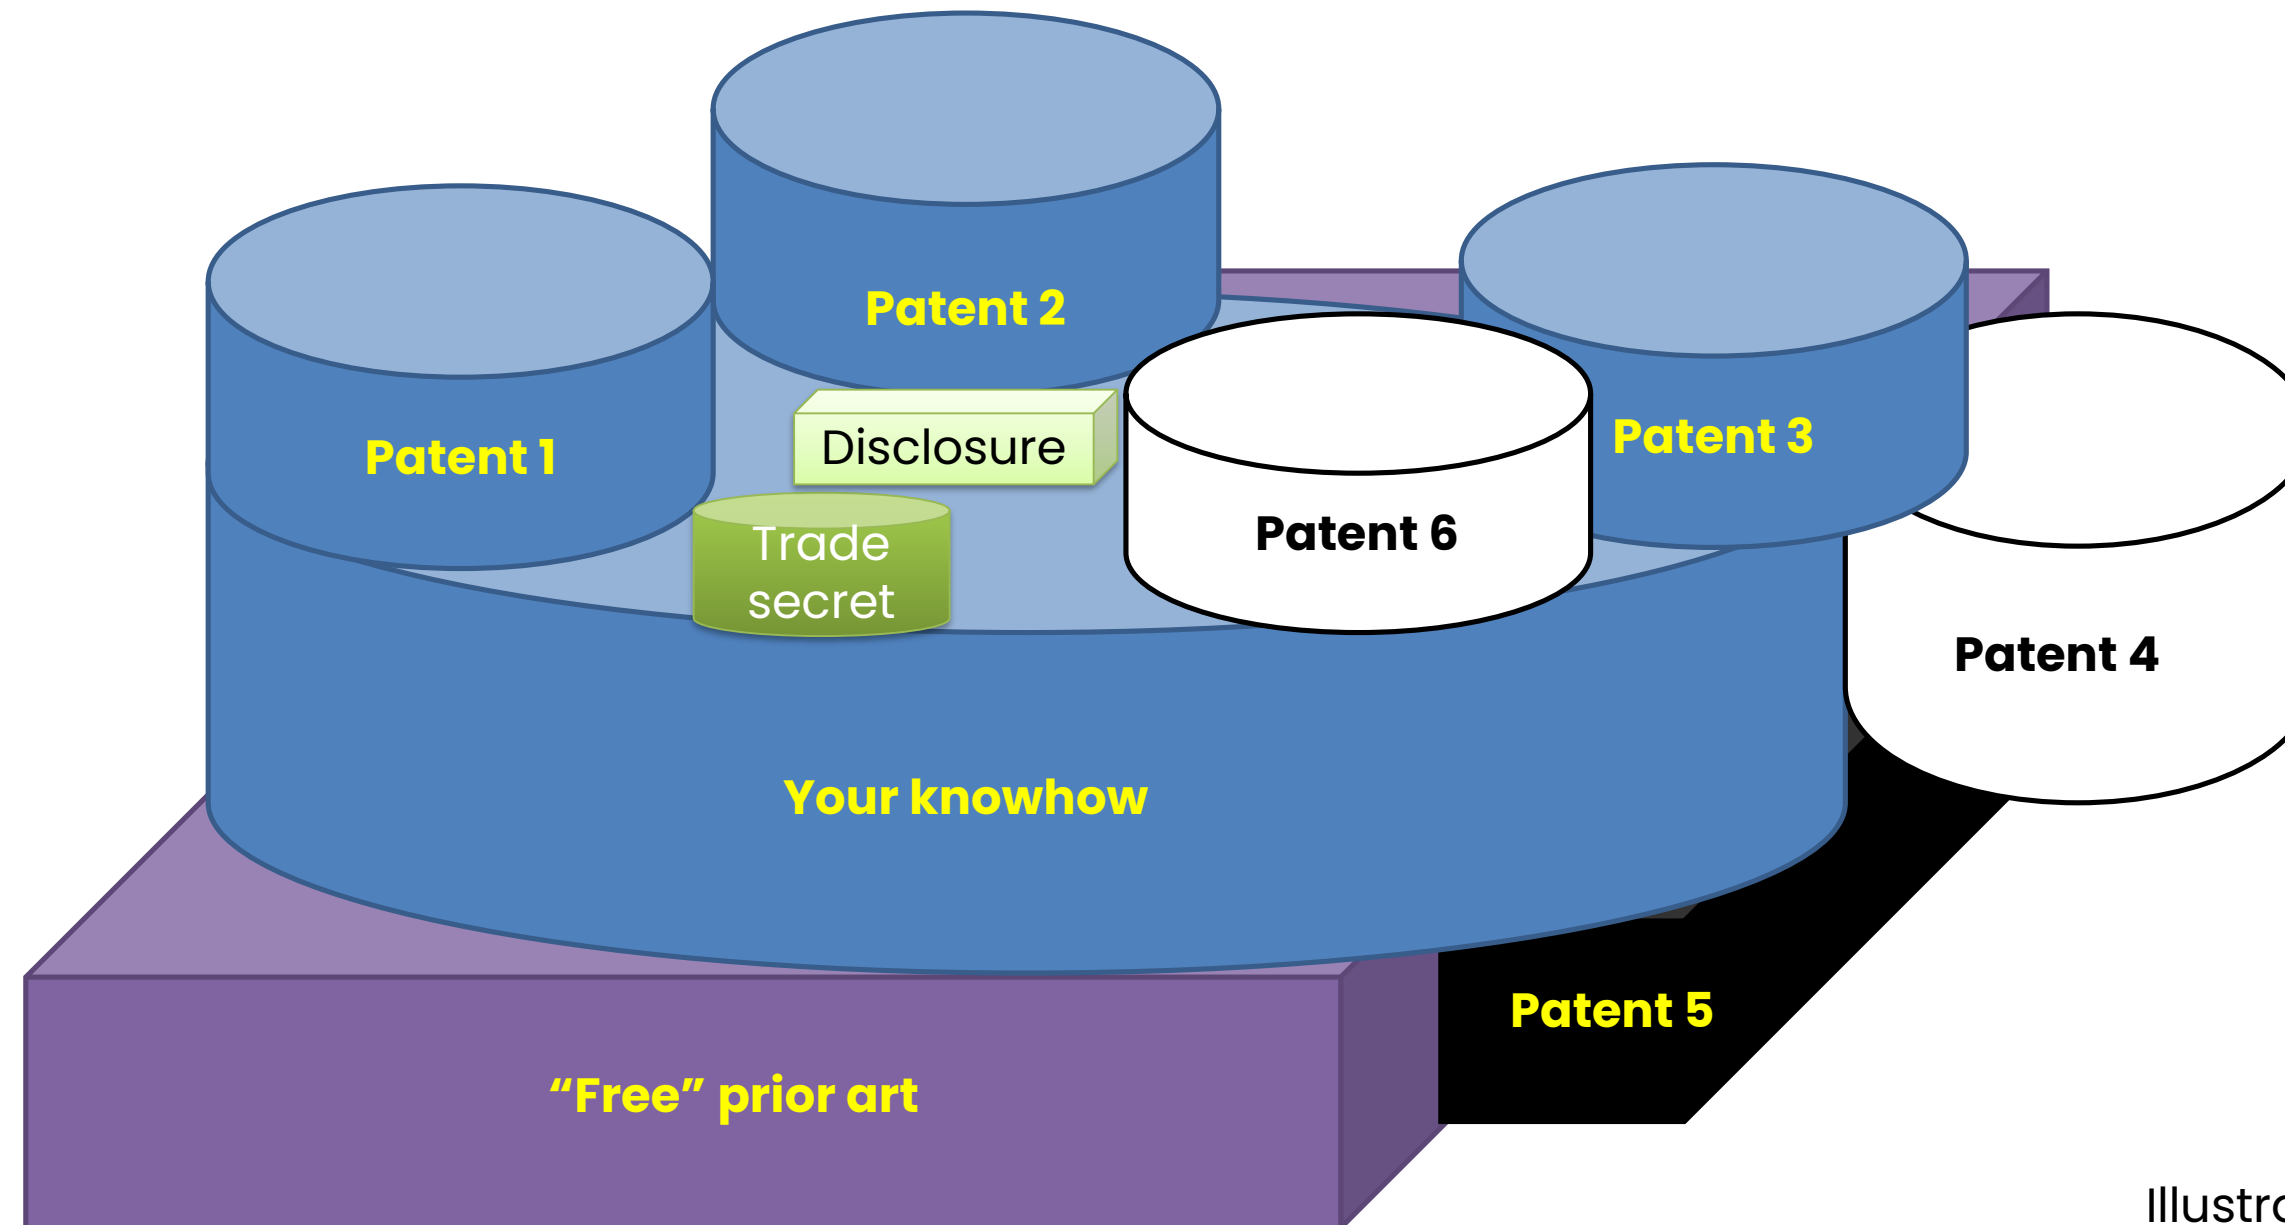 Patent 2
Patent 3
Patent 1
Disclosure
Patent 6
Trade
secret
Patent 4
Your knowhow
Patent 5
“Free” prior art